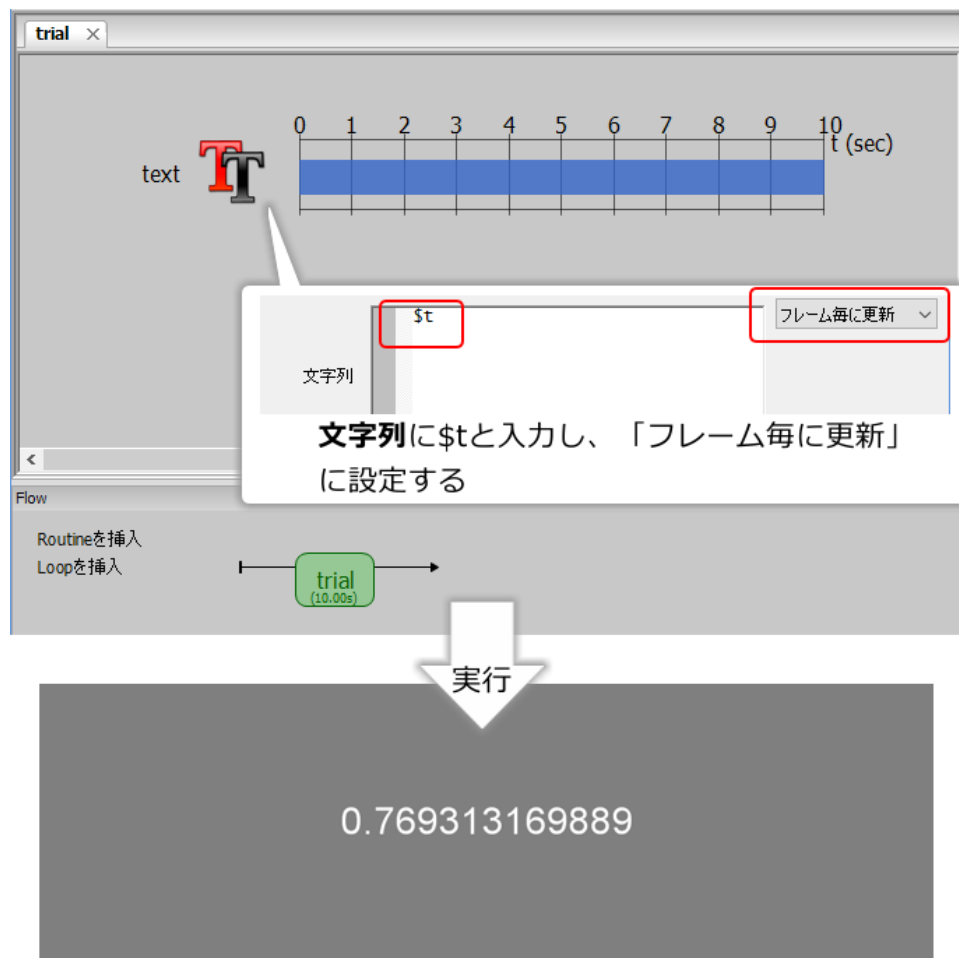 trial ×
0 1 2 3 4 5 6 7 8 9 10
t (sec)
text
$t
フレーム毎に更新
文字列
文字列に$tと入力し、「フレーム毎に更新」
に設定する
Flow
Routineを挿入
Loopを挿入
trial
(10.00s)
実行
0.769313169889